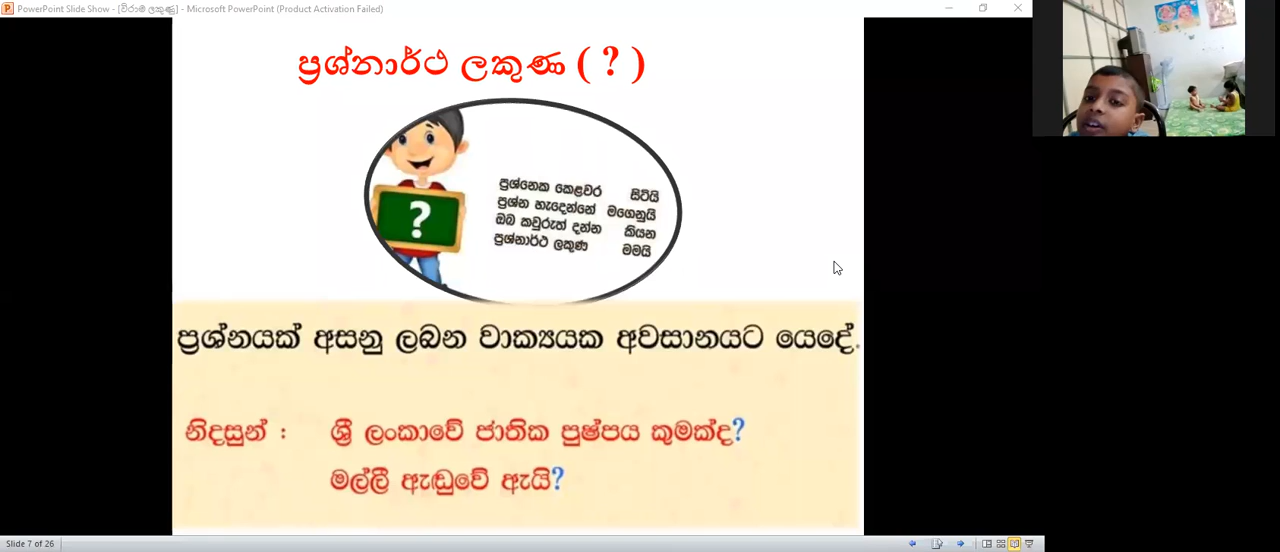 PowerPoint Slide Show - [විරාම ලකුණු] - Microsoft PowerPoint (Product Activation Failed)
ප්‍රශ්නාර්ථ ලකුණ ( ? )
ප්‍රශ්නෙක කෙළවර සිටියි
ප්‍රශ්න හැදෙන්නේ මගෙනුයි
ඔබ කවුරුත් දන්න කියන
ප්‍රශ්නාර්ථ ලකුණ මමයි
?
ප්‍රශ්නයක් අසනු ලබන වාක්‍යයක අවසානයට යෙදේ.
නිදසුන් : ශ්‍රී ලංකාවේ ජාතික පුෂ්පය කුමක්ද?
මල්ලී ඇඬුවේ ඇයි?
Slide 7 of 26